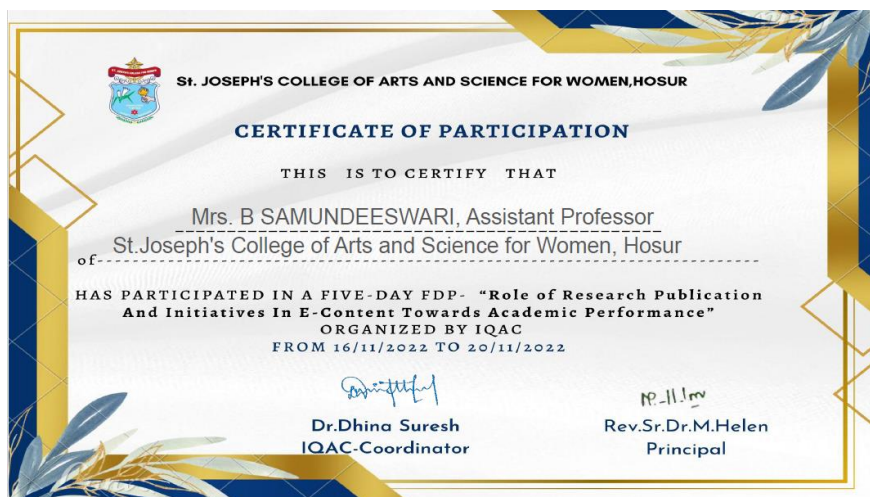 St. JOSEPH'S COLLEGE OF ARTS AND SCIENCE FOR WOMEN,HOSUR
CERTIFICATE OF PARTICIPATION
THIS IS TO CERTIFY THAT
Mrs. B SAMUNDEESWARI, Assistant Professor
of St.Joseph's College of Arts and Science for Women, Hosur
HAS PARTICIPATED IN A FIVE-DAY FDP- “Role of Research Publication
And Initiatives In E-Content Towards Academic Performance”
ORGANIZED BY IQAC
FROM 16/11/2022 TO 20/11/2022
Dr.Dhina Suresh
IQAC-Coordinator
Rev.Sr.Dr.M.Helen
Principal